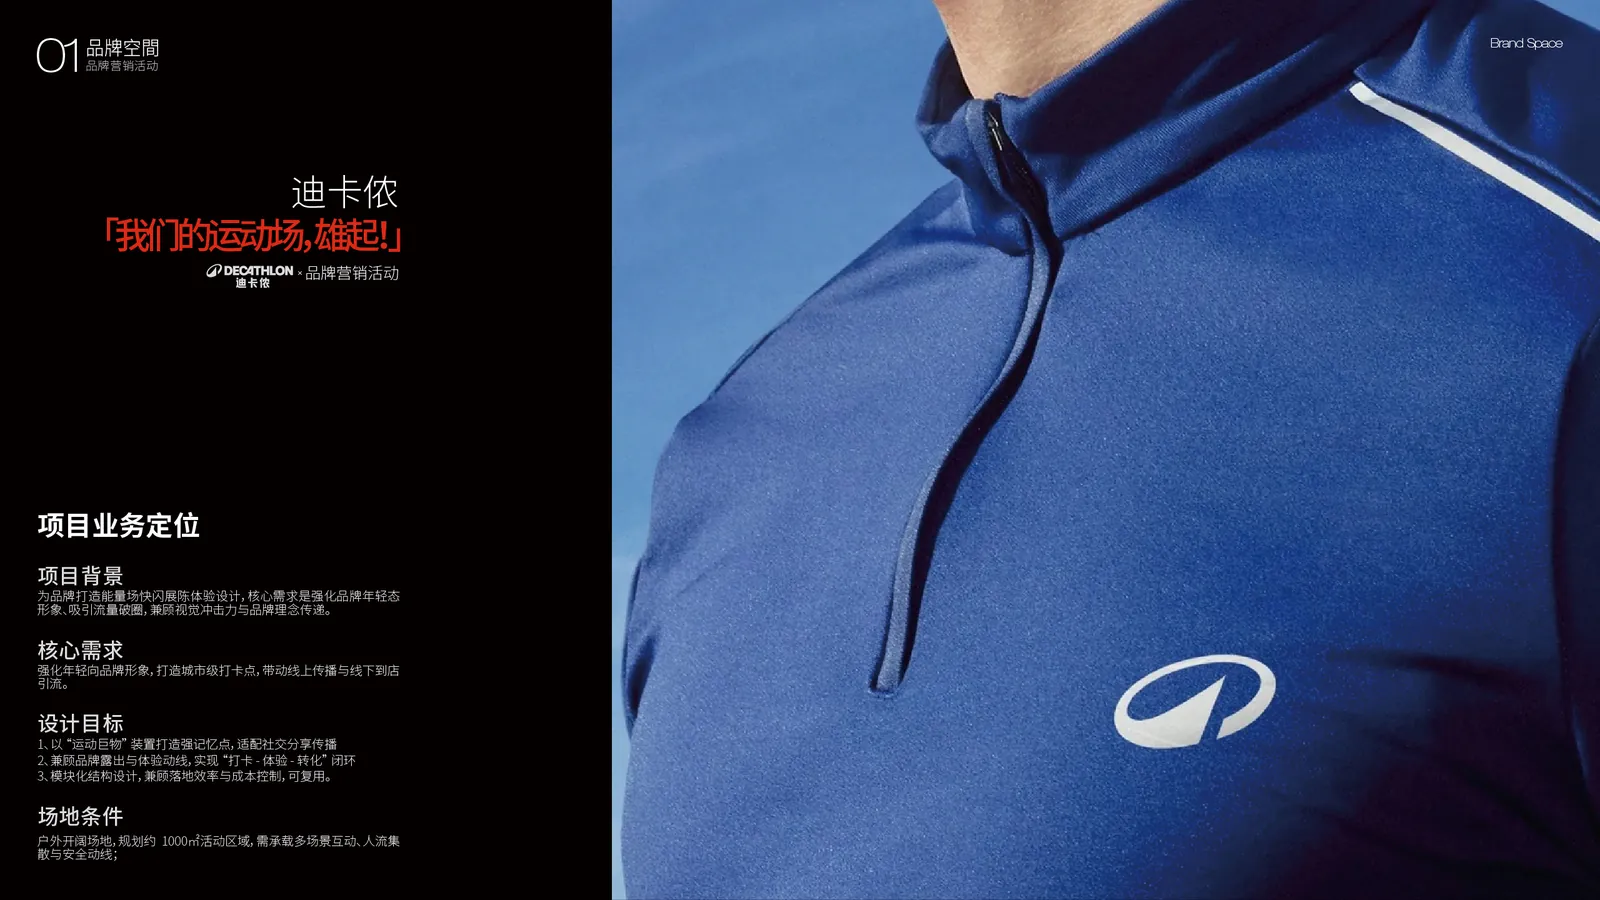 01
品牌空間
品牌营销活动
Brand Space
迪卡侬
「我们的运动场,雄起!」
DECATHLON × 品牌营销活动
迪卡侬
项目业务定位
项目背景
为品牌打造能量场快闪展陈体验设计, 核心需求是强化品牌年轻态
形象、吸引流量破圈, 兼顾视觉冲击力与品牌理念传递。
核心需求
强化年轻向品牌形象, 打造城市级打卡点, 带动线上传播与线下到店
引流。
设计目标
1、以 “运动巨物” 装置打造强记忆点, 适配社交分享传播
2、兼顾品牌露出与体验动线, 实现 “打卡 - 体验 - 转化” 闭环
3、模块化结构设计, 兼顾落地效率与成本控制, 可复用。
场地条件
户外开阔场地, 规划约 1000㎡活动区域, 需承载多场景互动、人流集
散与安全动线;